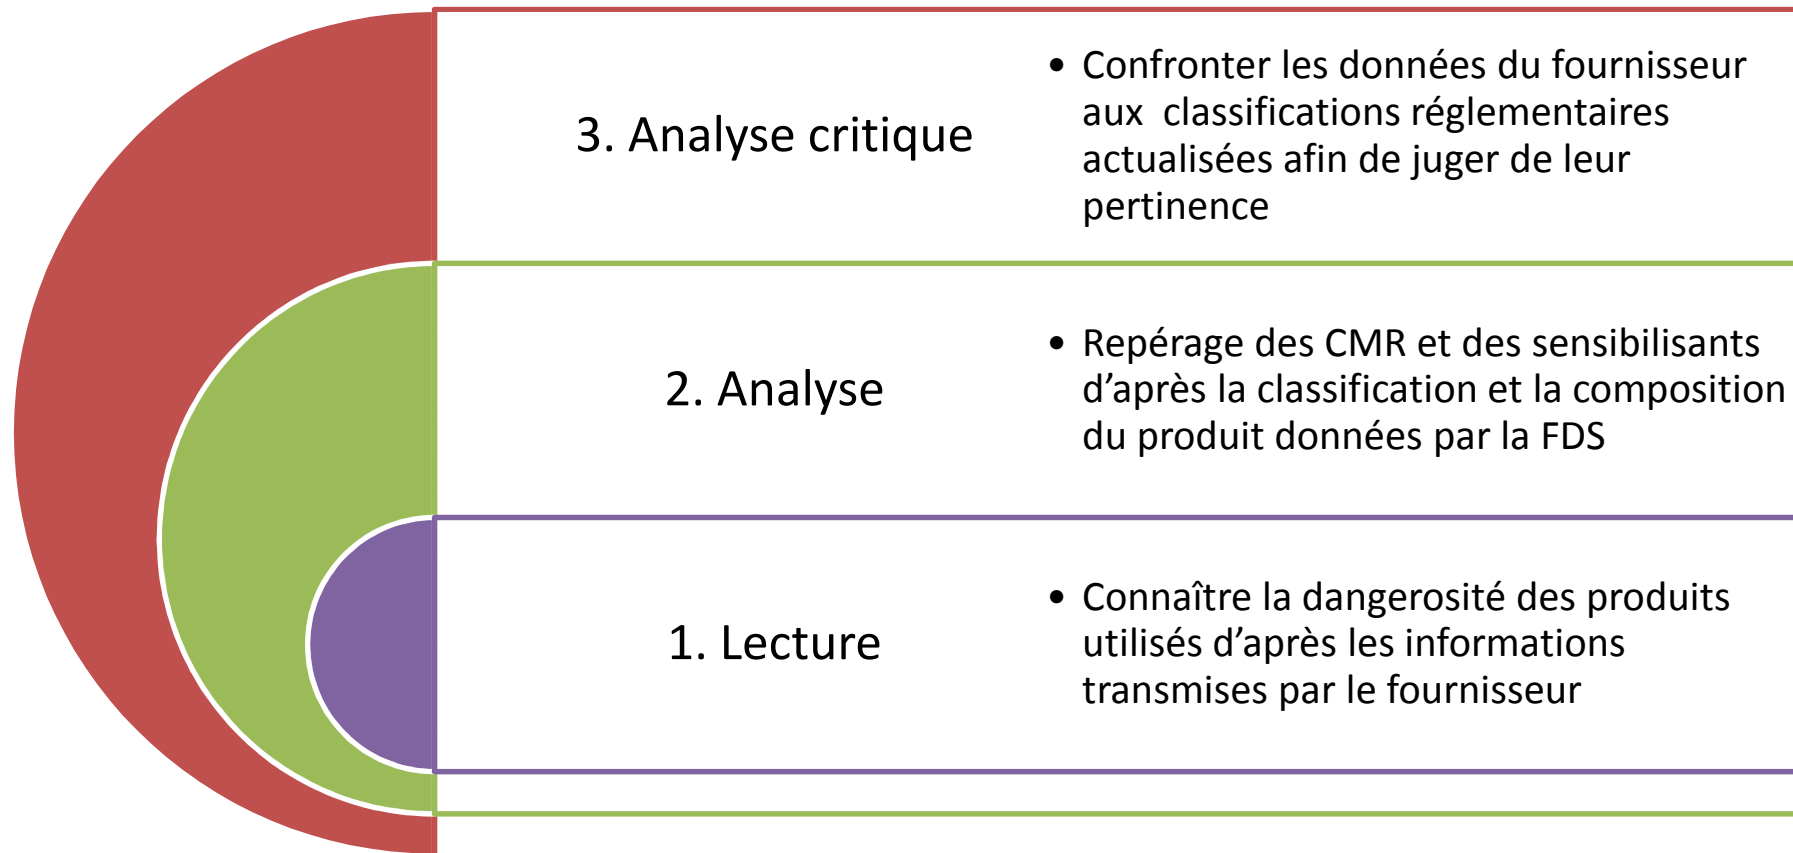 3. Analyse critique
• Confronter les données du fournisseur
aux classifications réglementaires
actualisées afin de juger de leur
pertinence
2. Analyse
• Repérage des CMR et des sensibilisants
d’après la classification et la composition
du produit données par la FDS
1. Lecture
• Connaître la dangerosité des produits
utilisés d’après les informations
transmises par le fournisseur